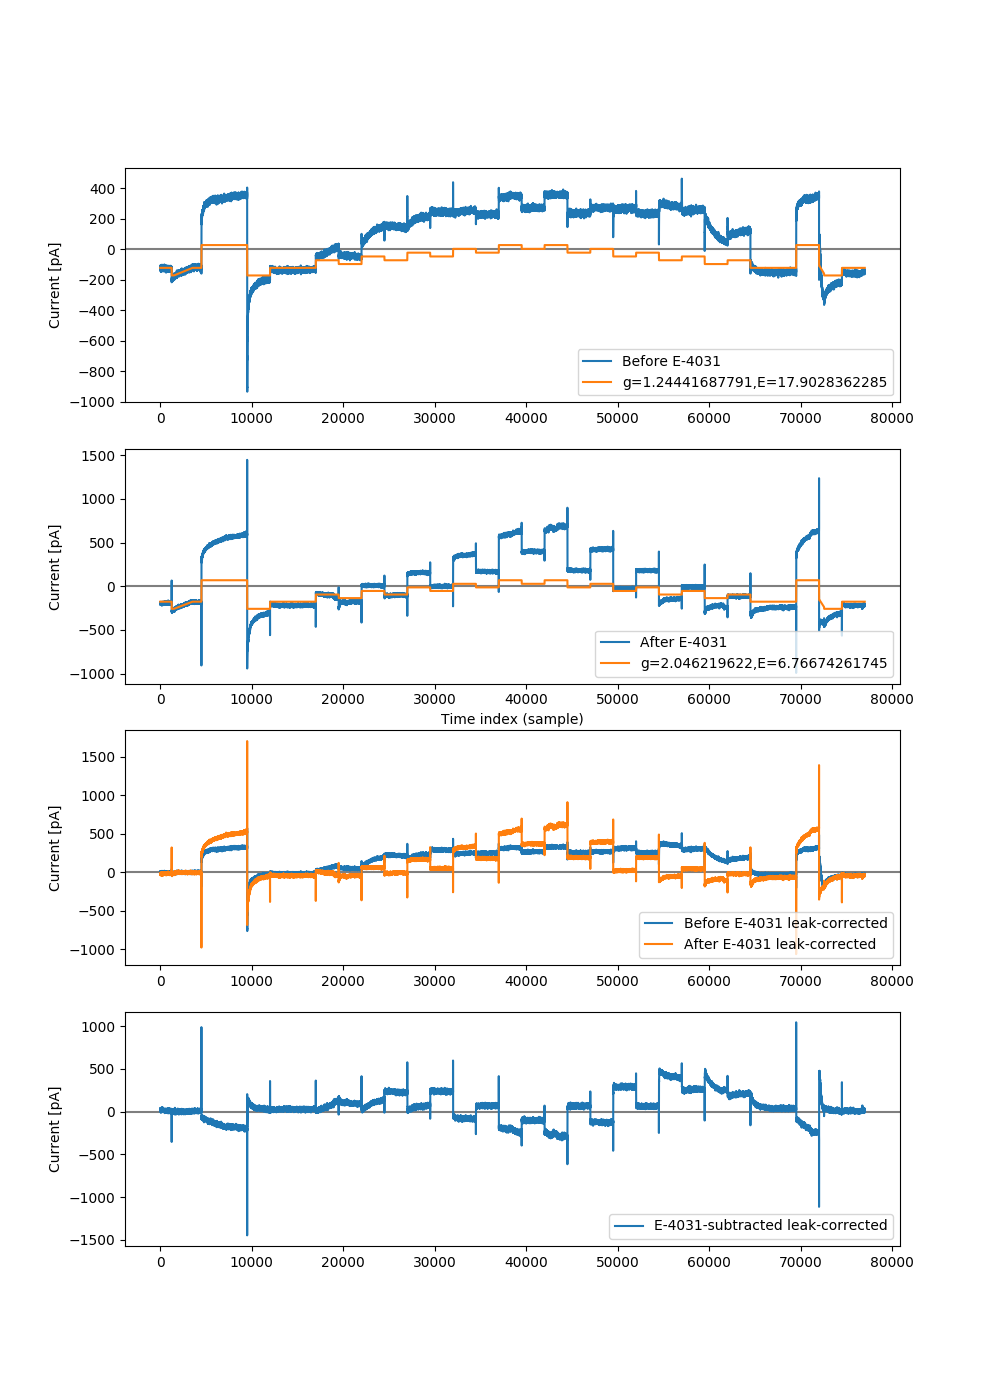 400
200
0
−200
−400
−600
−800
−1000
Current [pA]
Before E-4031
g=1.24441687791,E=17.9028362285
0 10000 20000 30000 40000 50000 60000 70000 80000
1500
1000
500
0
−500
−1000
Current [pA]
After E-4031
g=2.046219622,E=6.76674261745
0 10000 20000 30000 40000 50000 60000 70000 80000
Time index (sample)
1500
1000
500
0
−500
−1000
Current [pA]
Before E-4031 leak-corrected
After E-4031 leak-corrected
0 10000 20000 30000 40000 50000 60000 70000 80000
1000
500
0
−500
−1000
−1500
Current [pA]
E-4031-subtracted leak-corrected
0 10000 20000 30000 40000 50000 60000 70000 80000